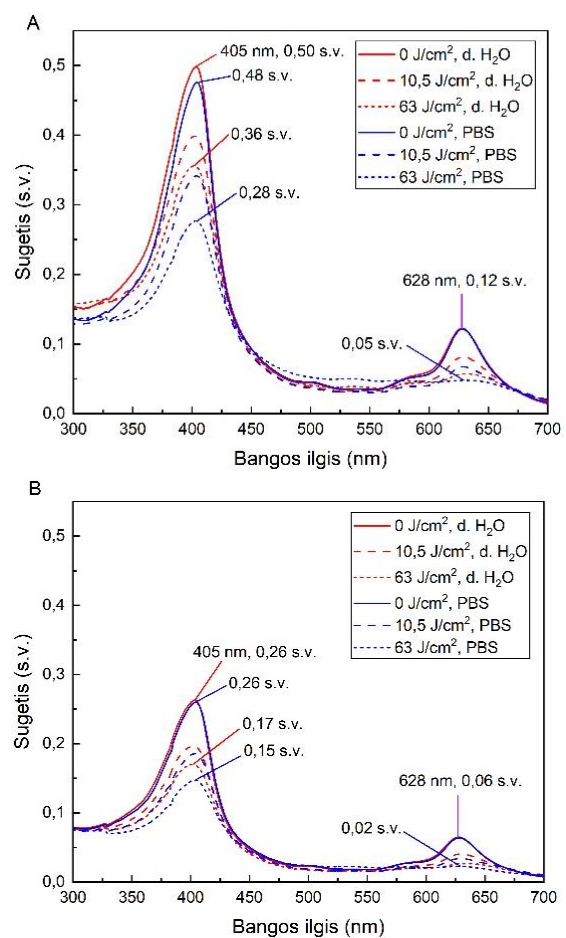 A
405 nm, 0,50 s.v.
0,48 s.v.
0,36 s.v.
0,28 s.v.
0 J/cm², d. H₂O
10,5 J/cm², d. H₂O
63 J/cm², d. H₂O
0 J/cm², PBS
10,5 J/cm², PBS
63 J/cm², PBS
628 nm, 0,12 s.v.
0,05 s.v.
Sugetis (s.v.)
0,5
0,4
0,3
0,2
0,1
0,0
300 350 400 450 500 550 600 650 700
Bangos ilgis (nm)
B
0 J/cm², d. H₂O
10,5 J/cm², d. H₂O
63 J/cm², d. H₂O
0 J/cm², PBS
10,5 J/cm², PBS
63 J/cm², PBS
405 nm, 0,26 s.v.
0,26 s.v.
0,17 s.v.
0,15 s.v.
628 nm, 0,06 s.v.
0,02 s.v.
Sugetis (s.v.)
0,5
0,4
0,3
0,2
0,1
0,0
300 350 400 450 500 550 600 650 700
Bangos ilgis (nm)